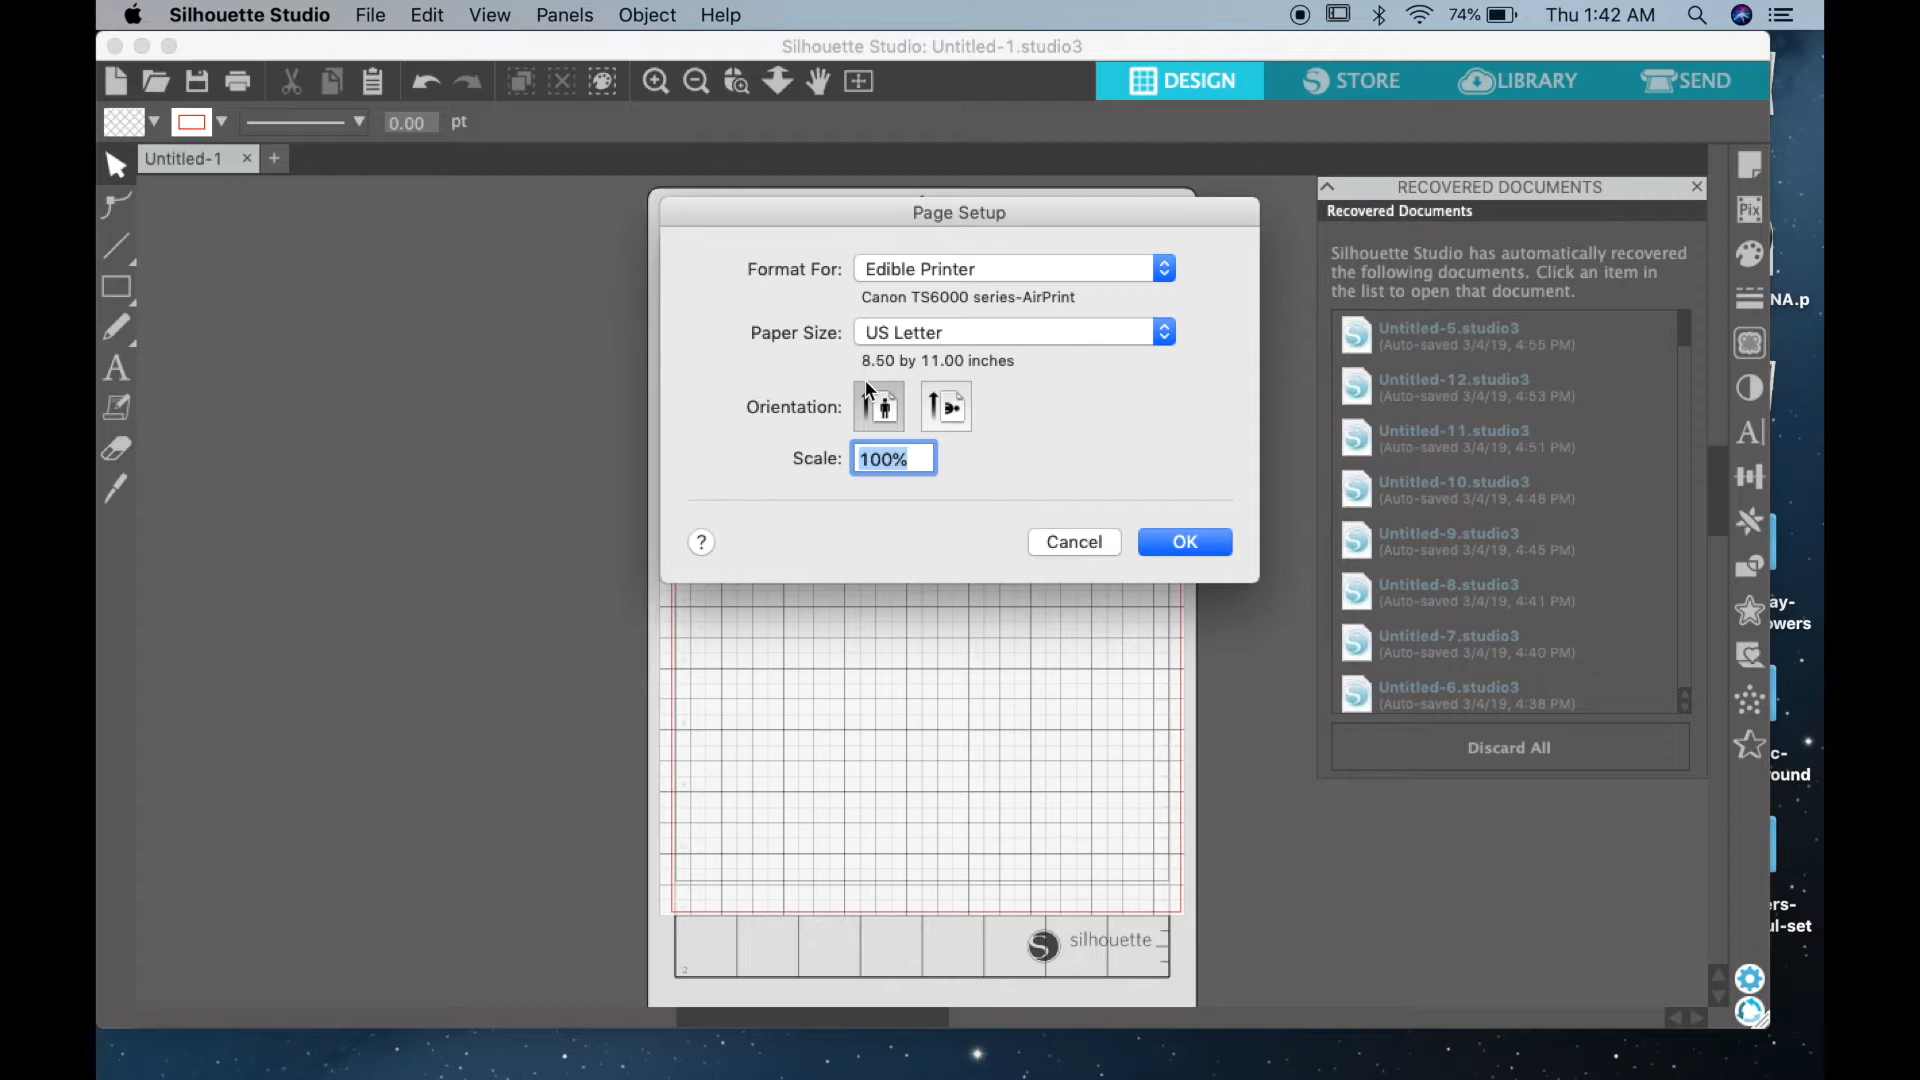 Silhouette Studio File Edit View Panels Object Help 74% Thu 1:42 AM
Silhouette Studio: Untitled-1.studio3
DESIGN STORE LIBRARY SEND
0.00 pt
Untitled-1 × +
Page Setup
Format For: Edible Printer
Canon TS6000 series-AirPrint
Paper Size: US Letter
8.50 by 11.00 inches
Orientation:
Scale: 100%
? Cancel OK
RECOVERED DOCUMENTS
Recovered Documents
Silhouette Studio has automatically recovered
the following documents. Click an item in
the list to open that document.
Untitled-5.studio3
(Auto-saved 3/4/19, 4:55 PM)
Untitled-12.studio3
(Auto-saved 3/4/19, 4:53 PM)
Untitled-11.studio3
(Auto-saved 3/4/19, 4:51 PM)
Untitled-10.studio3
(Auto-saved 3/4/19, 4:48 PM)
Untitled-9.studio3
(Auto-saved 3/4/19, 4:45 PM)
Untitled-8.studio3
(Auto-saved 3/4/19, 4:41 PM)
Untitled-7.studio3
(Auto-saved 3/4/19, 4:40 PM)
Untitled-6.studio3
(Auto-saved 3/4/19, 4:38 PM)
Discard All
Pix
NA.p
ay-
owers
c-
ound
ers-
ul-set
silhouette